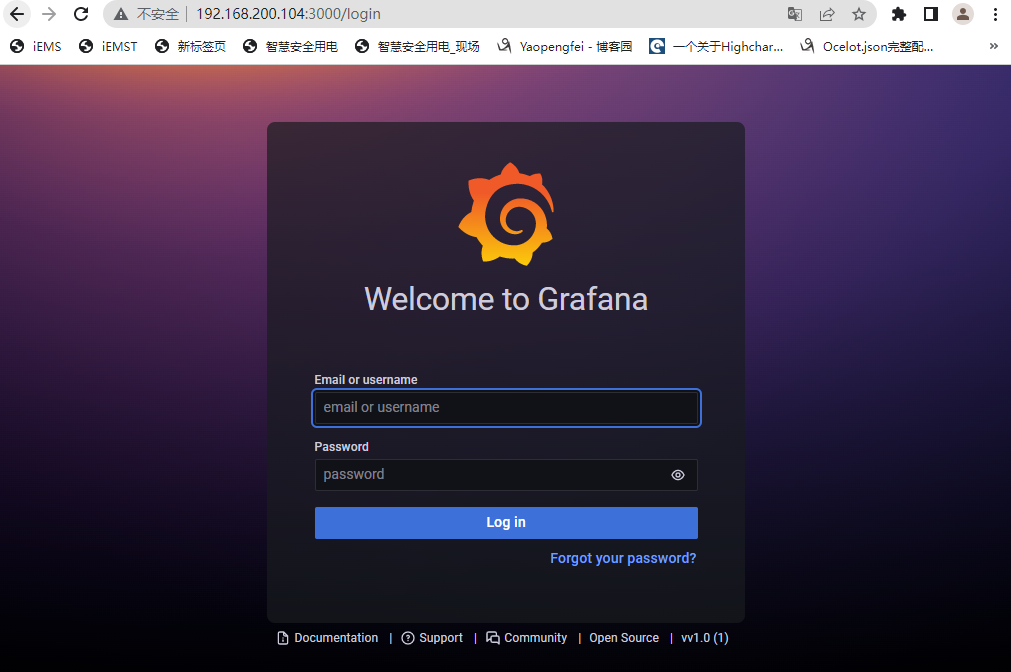 不安全 | 192.168.200.104:3000/login
iEMS iEMST 新标签页 智慧安全用电 智慧安全用电_现场 Yaopengfei - 博客园 一个关于Highchar... Ocelot.json完整配... »
Welcome to Grafana
Email or username
email or username
Password
password
Log in
Forgot your password?
Documentation | Support | Community | Open Source | vv1.0 (1)